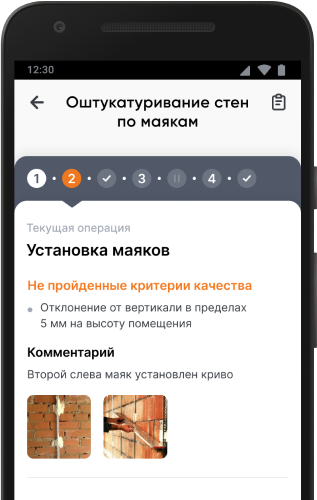 12:30
Оштукатуривание стен
по маякам
1 2 3 4
Текущая операция
Установка маяков
Не пройденные критерии качества
• Отклонение от вертикали в пределах
5 мм на высоту помещения
Комментарий
Второй слева маяк установлен криво